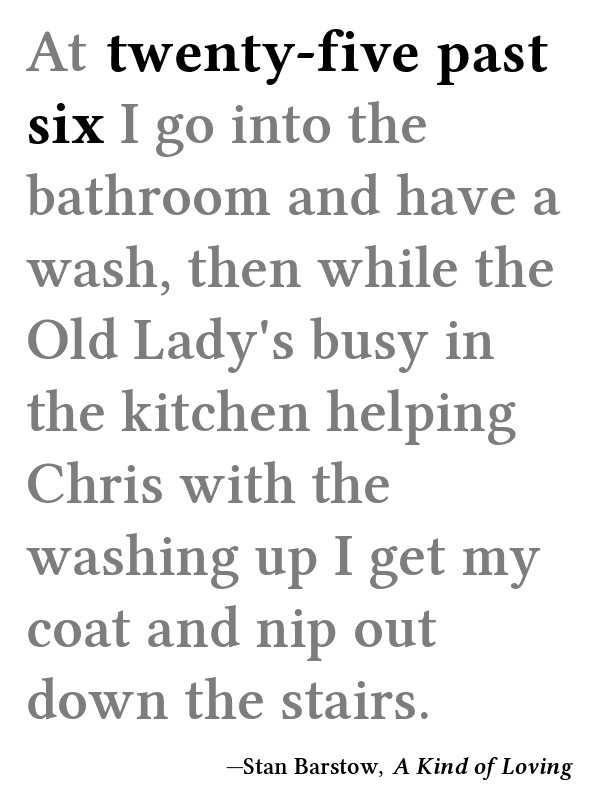 At twenty-five past
six I go into the
bathroom and have a
wash, then while the
Old Lady's busy in
the kitchen helping
Chris with the
washing up I get my
coat and nip out
down the stairs.
—Stan Barstow, A Kind of Loving